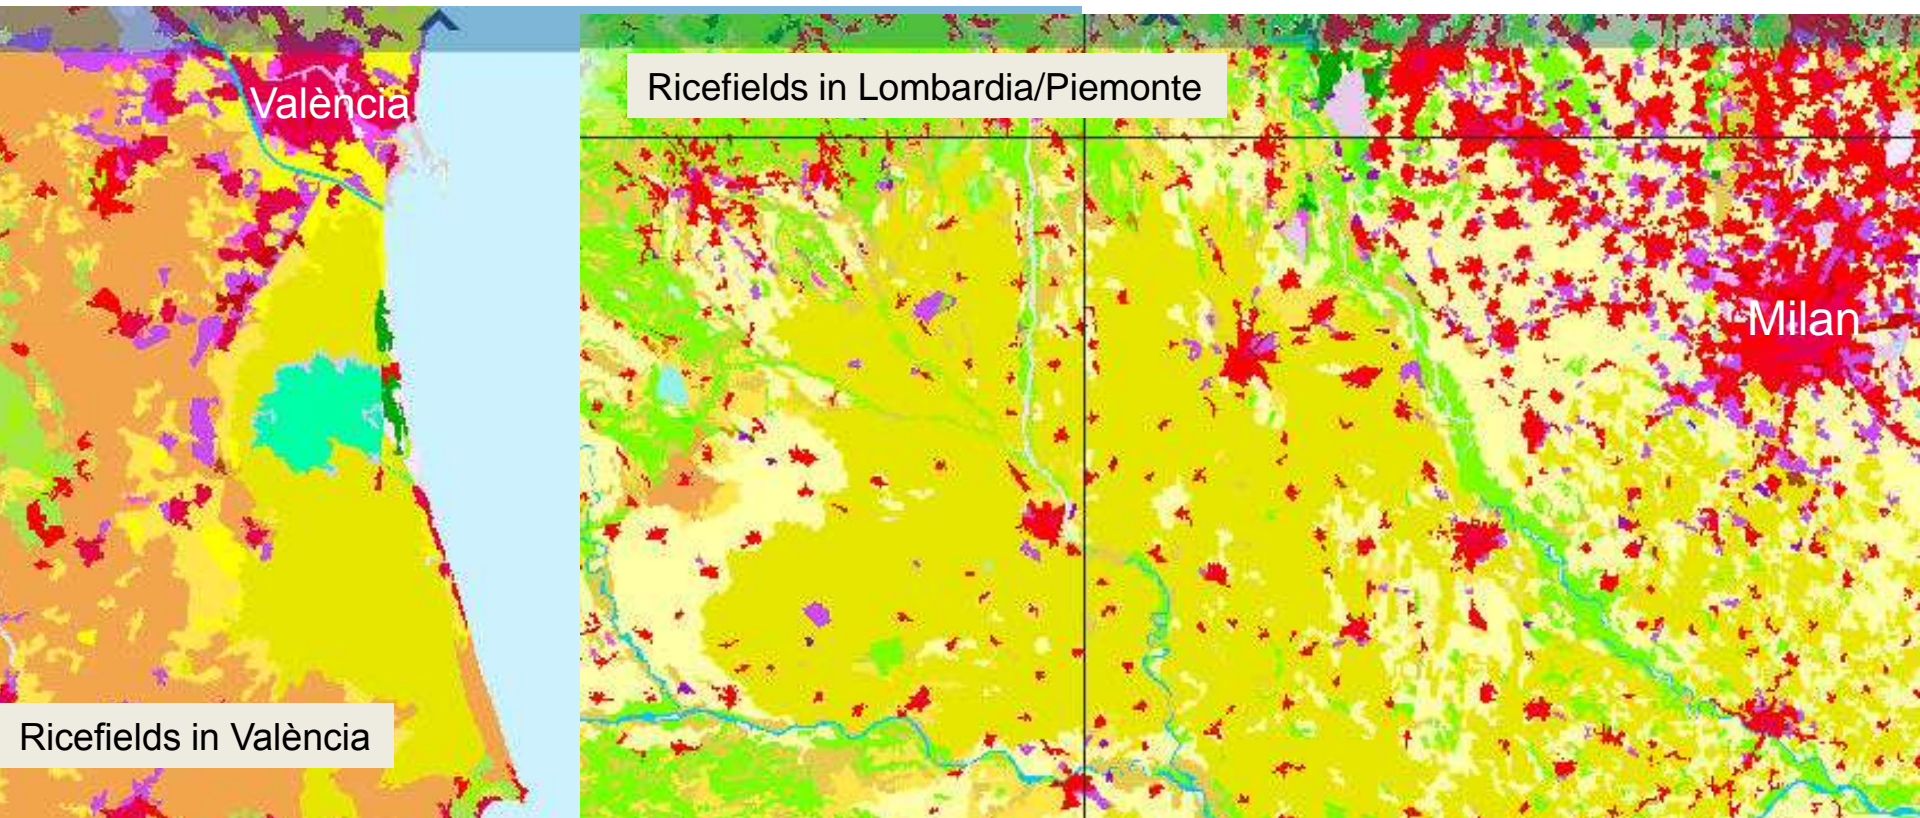 València
Ricefields in Lombardia/Piemonte
Milan
Ricefields in València